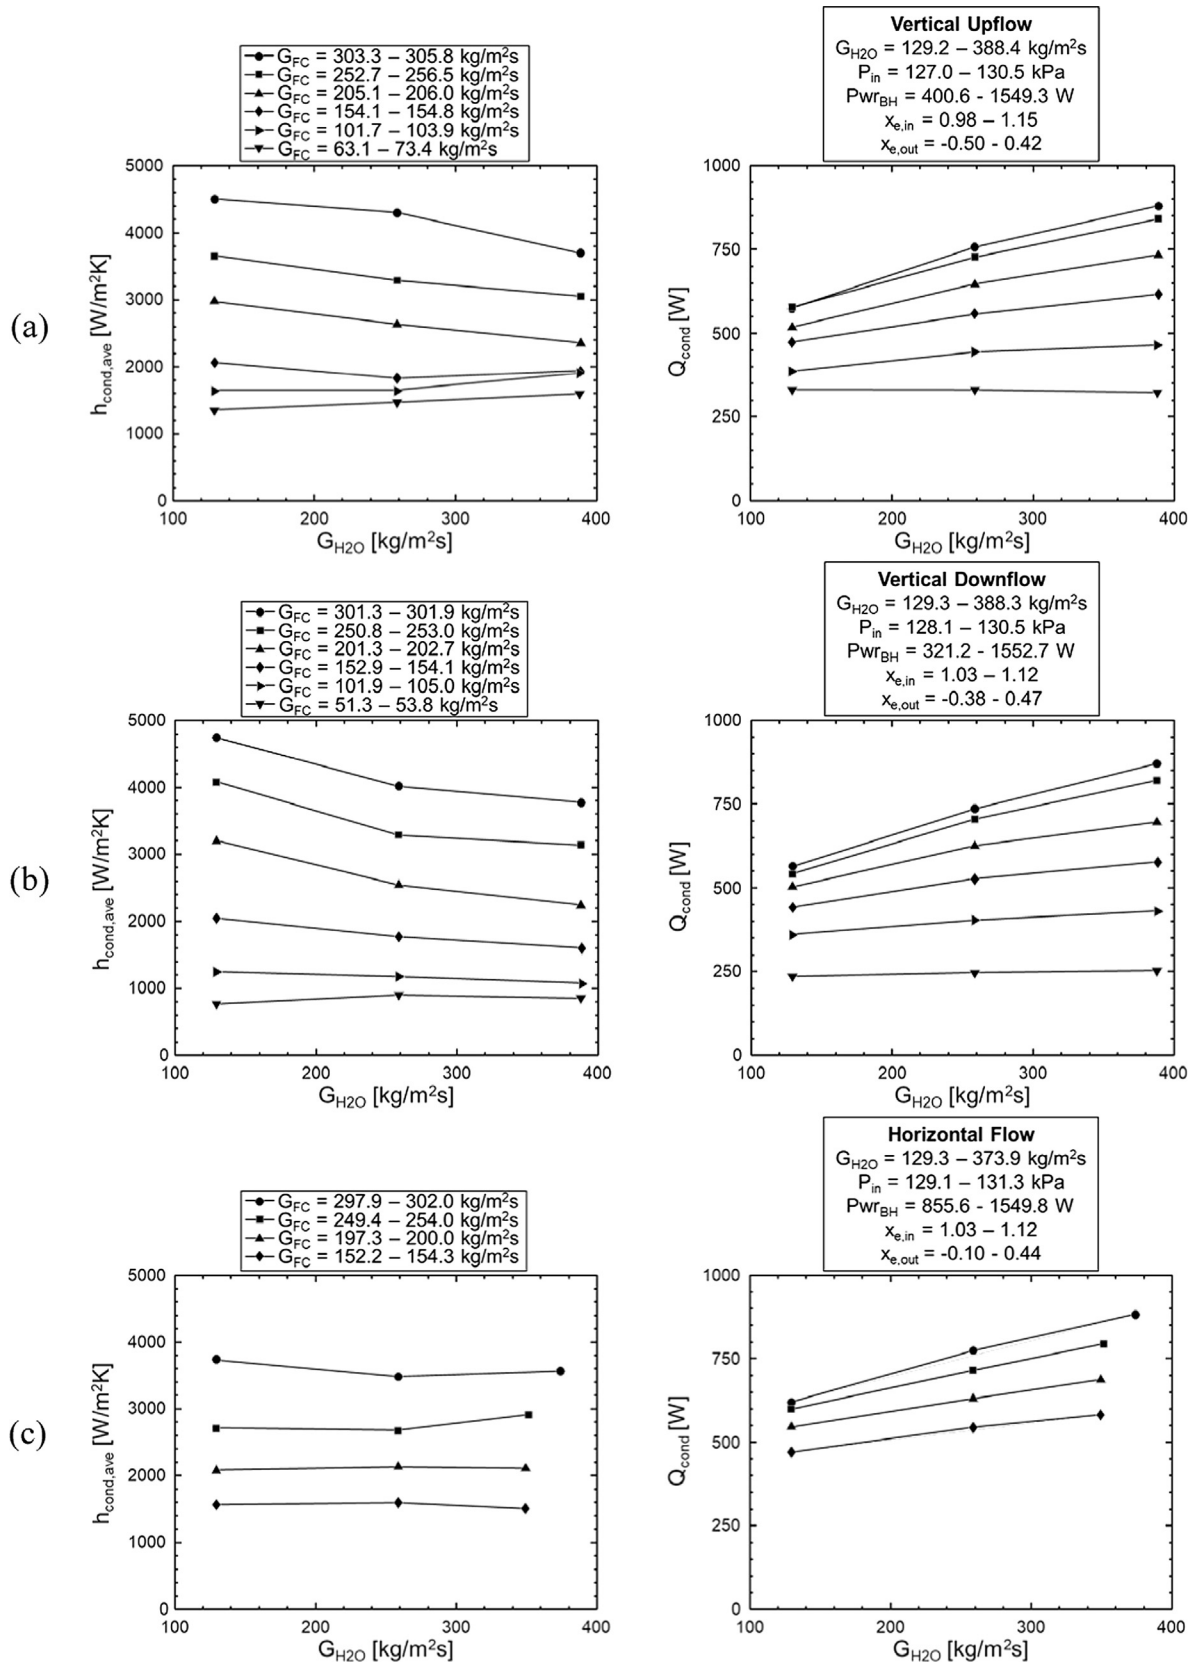 (a)
G_FC = 303.3 – 305.8 kg/m²s
G_FC = 252.7 – 256.5 kg/m²s
G_FC = 205.1 – 206.0 kg/m²s
G_FC = 154.1 – 154.8 kg/m²s
G_FC = 101.7 – 103.9 kg/m²s
G_FC = 63.1 – 73.4 kg/m²s
5000
4000
3000
2000
1000
0
h_cond,ave [W/m2K]
100 200 300 400
G_H2O [kg/m²s]
Vertical Upflow
G_H2O = 129.2 – 388.4 kg/m²s
P_in = 127.0 – 130.5 kPa
Pwr_BH = 400.6 - 1549.3 W
x_e,in = 0.98 – 1.15
x_e,out = -0.50 - 0.42
1000
750
500
250
0
Q_cond [W]
100 200 300 400
G_H2O [kg/m²s]
(b)
G_FC = 301.3 – 301.9 kg/m²s
G_FC = 250.8 – 253.0 kg/m²s
G_FC = 201.3 – 202.7 kg/m²s
G_FC = 152.9 – 154.1 kg/m²s
G_FC = 101.9 – 105.0 kg/m²s
G_FC = 51.3 – 53.8 kg/m²s
5000
4000
3000
2000
1000
0
h_cond,ave [W/m2K]
100 200 300 400
G_H2O [kg/m²s]
Vertical Downflow
G_H2O = 129.3 – 388.3 kg/m²s
P_in = 128.1 – 130.5 kPa
Pwr_BH = 321.2 - 1552.7 W
x_e,in = 1.03 – 1.12
x_e,out = -0.38 - 0.47
1000
750
500
250
0
Q_cond [W]
100 200 300 400
G_H2O [kg/m²s]
(c)
G_FC = 297.9 – 302.0 kg/m²s
G_FC = 249.4 – 254.0 kg/m²s
G_FC = 197.3 – 200.0 kg/m²s
G_FC = 152.2 – 154.3 kg/m²s
5000
4000
3000
2000
1000
0
h_cond,ave [W/m2K]
100 200 300 400
G_H2O [kg/m²s]
Horizontal Flow
G_H2O = 129.3 – 373.9 kg/m²s
P_in = 129.1 – 131.3 kPa
Pwr_BH = 855.6 - 1549.8 W
x_e,in = 1.03 – 1.12
x_e,out = -0.10 - 0.44
1000
750
500
250
0
Q_cond [W]
100 200 300 400
G_H2O [kg/m²s]